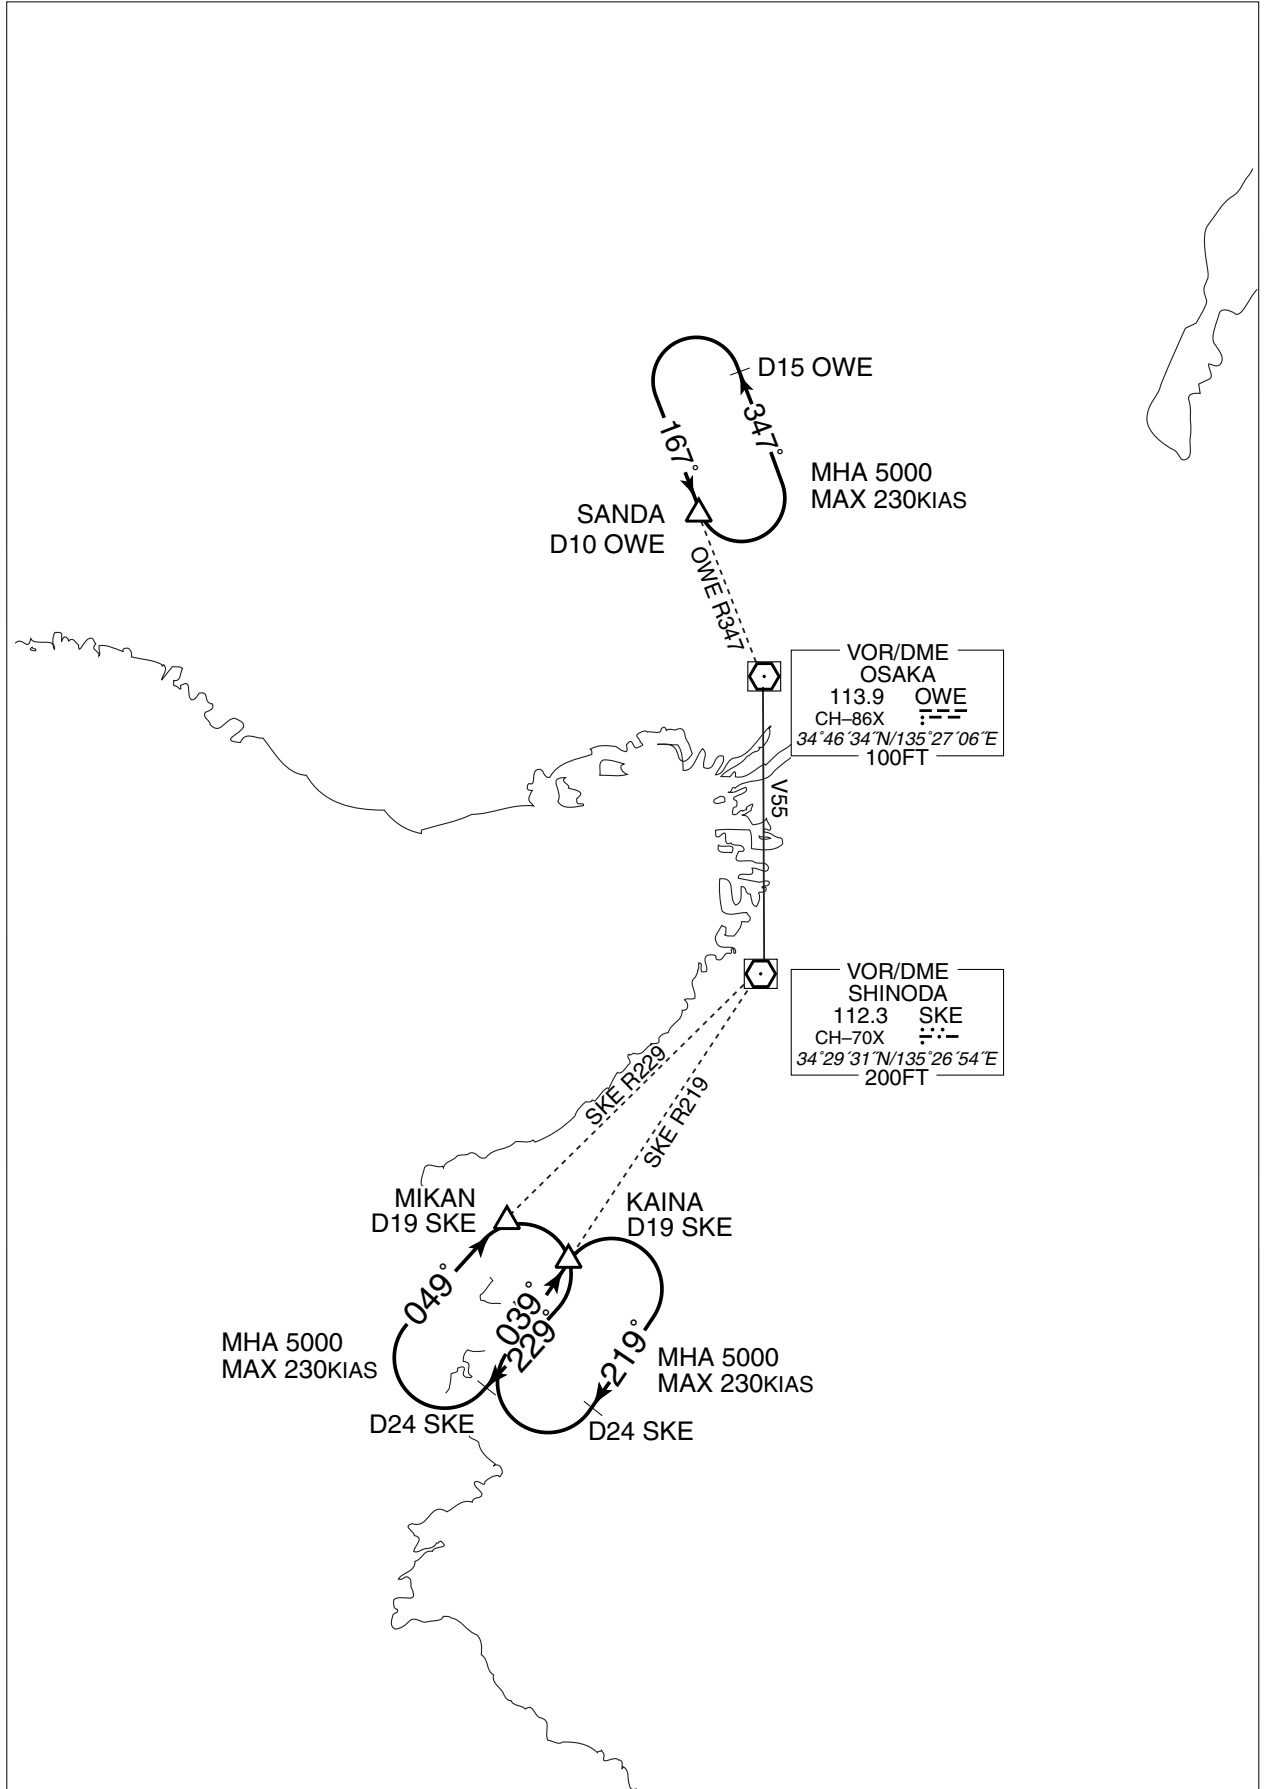 D15 OWE
347°
167°
MHA 5000
MAX 230KIAS
SANDA
D10 OWE
OWE R347
VOR/DME
OSAKA
113.9 OWE
CH–86X
34°46´34˝N/135°27´06˝E
100FT
V55
VOR/DME
SHINODA
112.3 SKE
CH–70X
34°29´31˝N/135°26´54˝E
200FT
SKE R229
SKE R219
MIKAN
D19 SKE
KAINA
D19 SKE
049°
039°
229°
219°
MHA 5000
MAX 230KIAS
MHA 5000
MAX 230KIAS
D24 SKE
D24 SKE